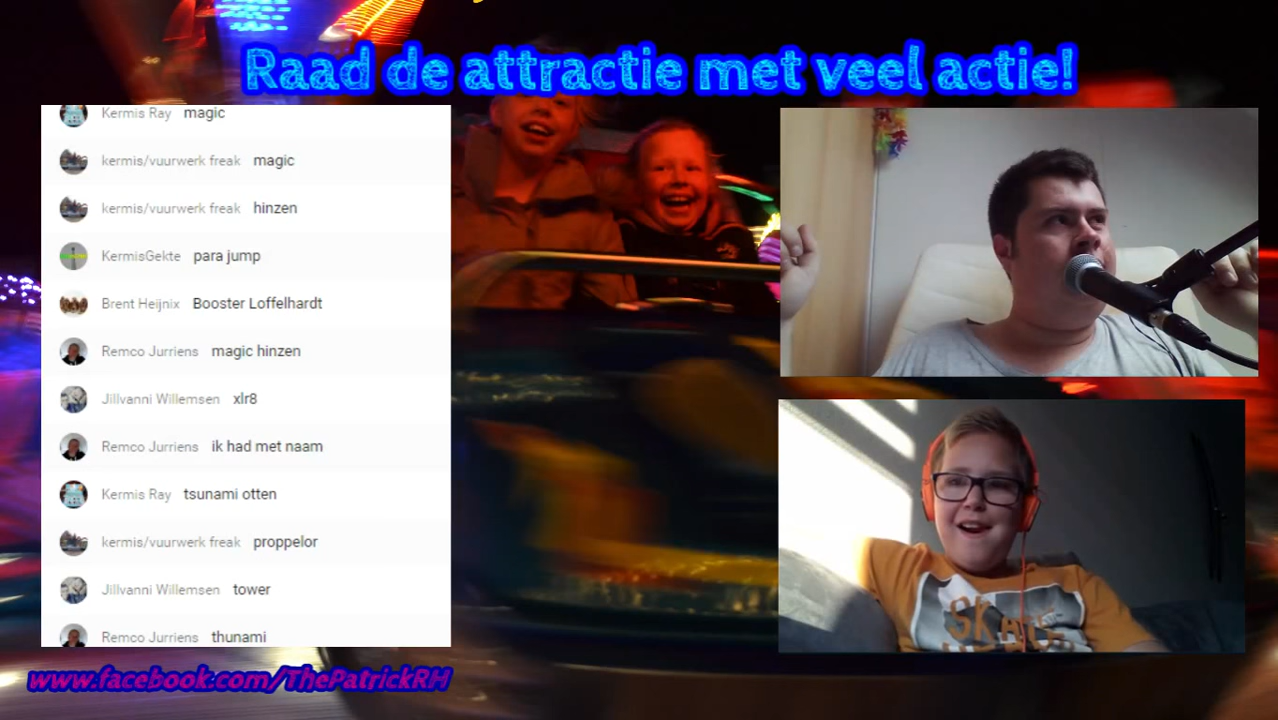 Raad de attractie met veel actie!
Kermis Ray magic
kermis/vuurwerk freak magic
kermis/vuurwerk freak hinzen
KermisGekte para jump
Brent Heijnix Booster Loffelhardt
Remco Jurriens magic hinzen
Jillvanni Willemsen xlr8
Remco Jurriens ik had met naam
Kermis Ray tsunami otten
kermis/vuurwerk freak proppelor
Jillvanni Willemsen tower
Remco Jurriens thunami
www.facebook.com/ThePatrickRH